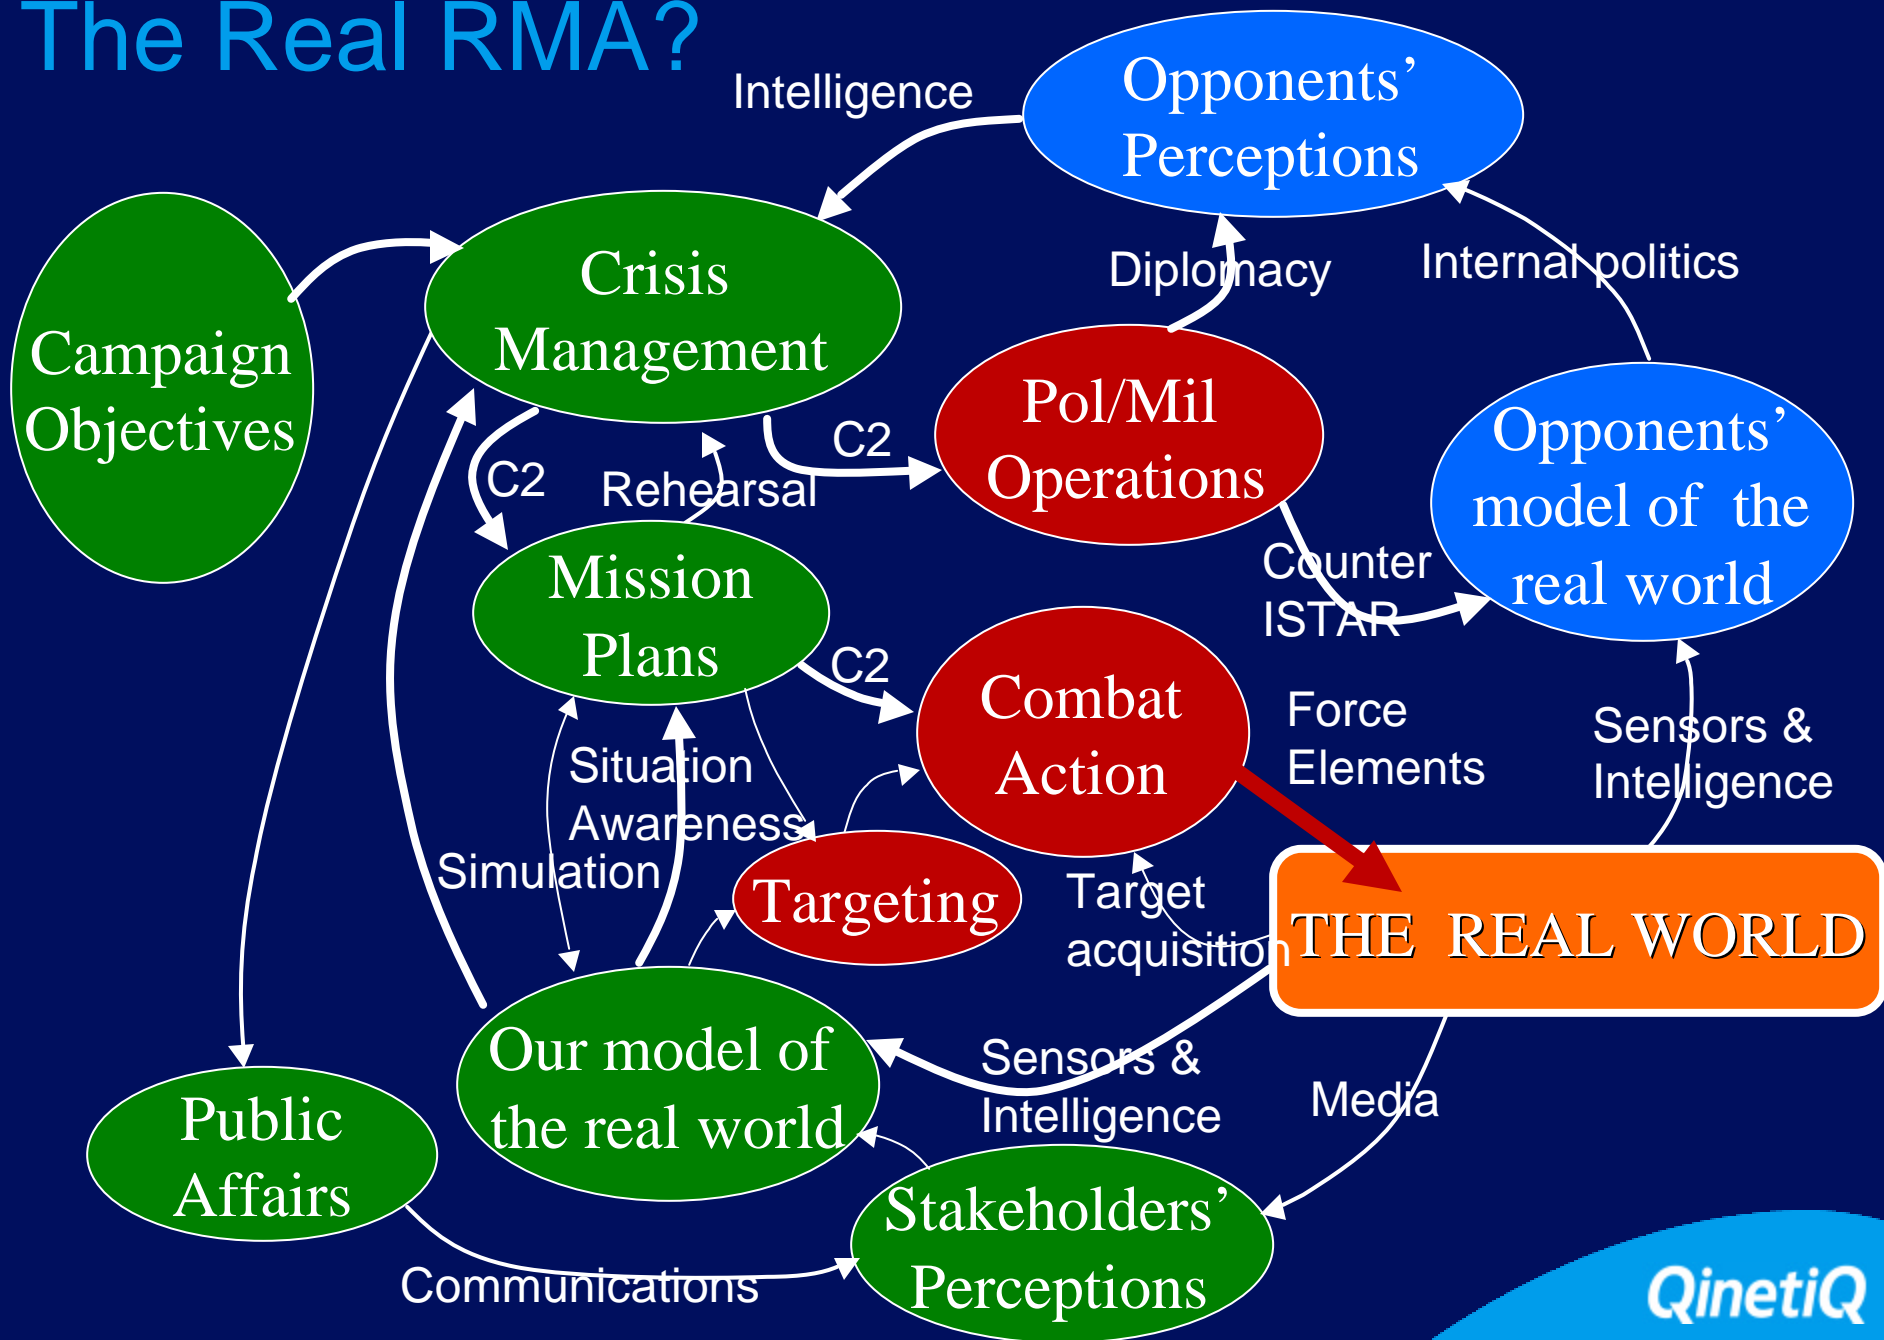 The Real RMA?
Intelligence
Opponents’
Perceptions
Crisis
Management
Campaign
Objectives
Diplomacy
Internal politics
Pol/Mil
Operations
Opponents’
model of  the
real world
C2
C2
Rehearsal
Mission
Plans
Counter
ISTAR
C2
Combat
Action
Force
Elements
Sensors &
Intelligence
Situation
Awareness
Simulation
Targeting
Target
acquisition
THE  REAL WORLD
Our model of
the real world
Sensors &
Intelligence
Media
Public
Affairs
Stakeholders’
Perceptions
Communications
QinetiQ